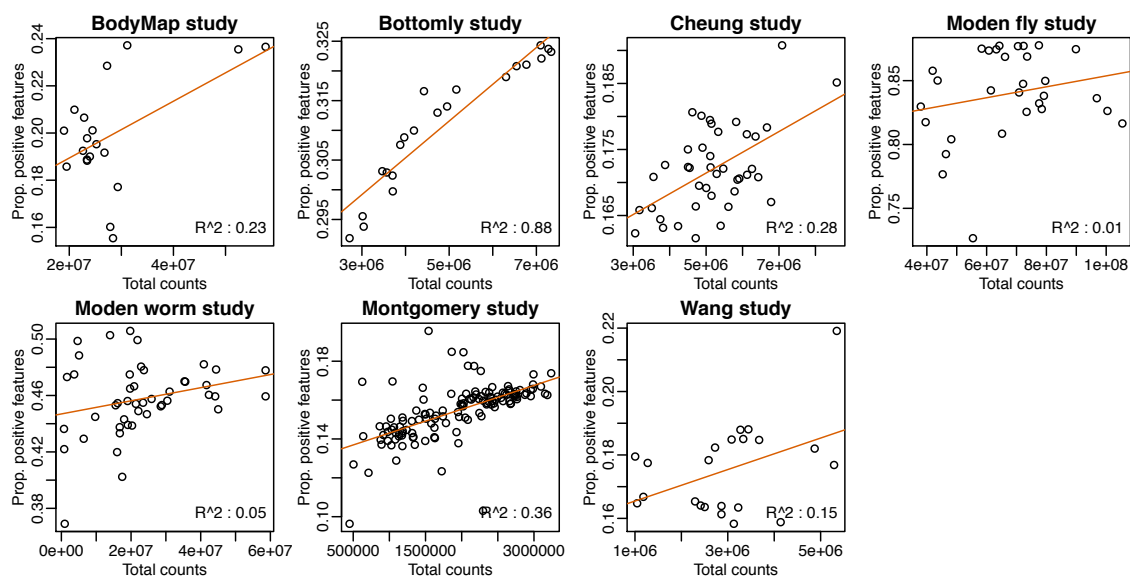 BodyMap study
Prop. positive features
0.16 0.18 0.20 0.22 0.24
R^2 : 0.23
2e+07 4e+07
Total counts
Bottomly study
Prop. positive features
0.295 0.305 0.315 0.325
R^2 : 0.88
3e+06 5e+06 7e+06
Total counts
Cheung study
Prop. positive features
0.165 0.175 0.185
R^2 : 0.28
3e+06 5e+06 7e+06
Total counts
Moden fly study
Prop. positive features
0.75 0.80 0.85
R^2 : 0.01
4e+07 6e+07 8e+07 1e+08
Total counts
Moden worm study
Prop. positive features
0.38 0.42 0.46 0.50
R^2 : 0.05
0e+00 2e+07 4e+07 6e+07
Total counts
Montgomery study
Prop. positive features
0.10 0.14 0.18
R^2 : 0.36
500000 1500000 3000000
Total counts
Wang study
Prop. positive features
0.16 0.18 0.20 0.22
R^2 : 0.15
1e+06 3e+06 5e+06
Total counts